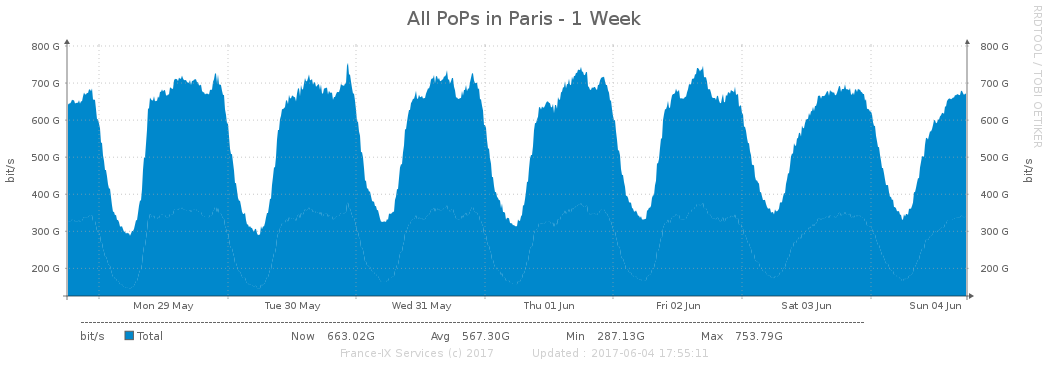 All PoPs in Paris - 1 Week
RRDTOOL / TOBI OETIKER
bit/s
800 G
700 G
600 G
500 G
400 G
300 G
200 G
800 G
700 G
600 G
500 G
400 G
300 G
200 G
bit/s
Mon 29 May Tue 30 May Wed 31 May Thu 01 Jun Fri 02 Jun Sat 03 Jun Sun 04 Jun
bit/s Total Now 663.02G Avg 567.30G Min 287.13G Max 753.79G
France-IX Services (c) 2017 Updated : 2017-06-04 17:55:11